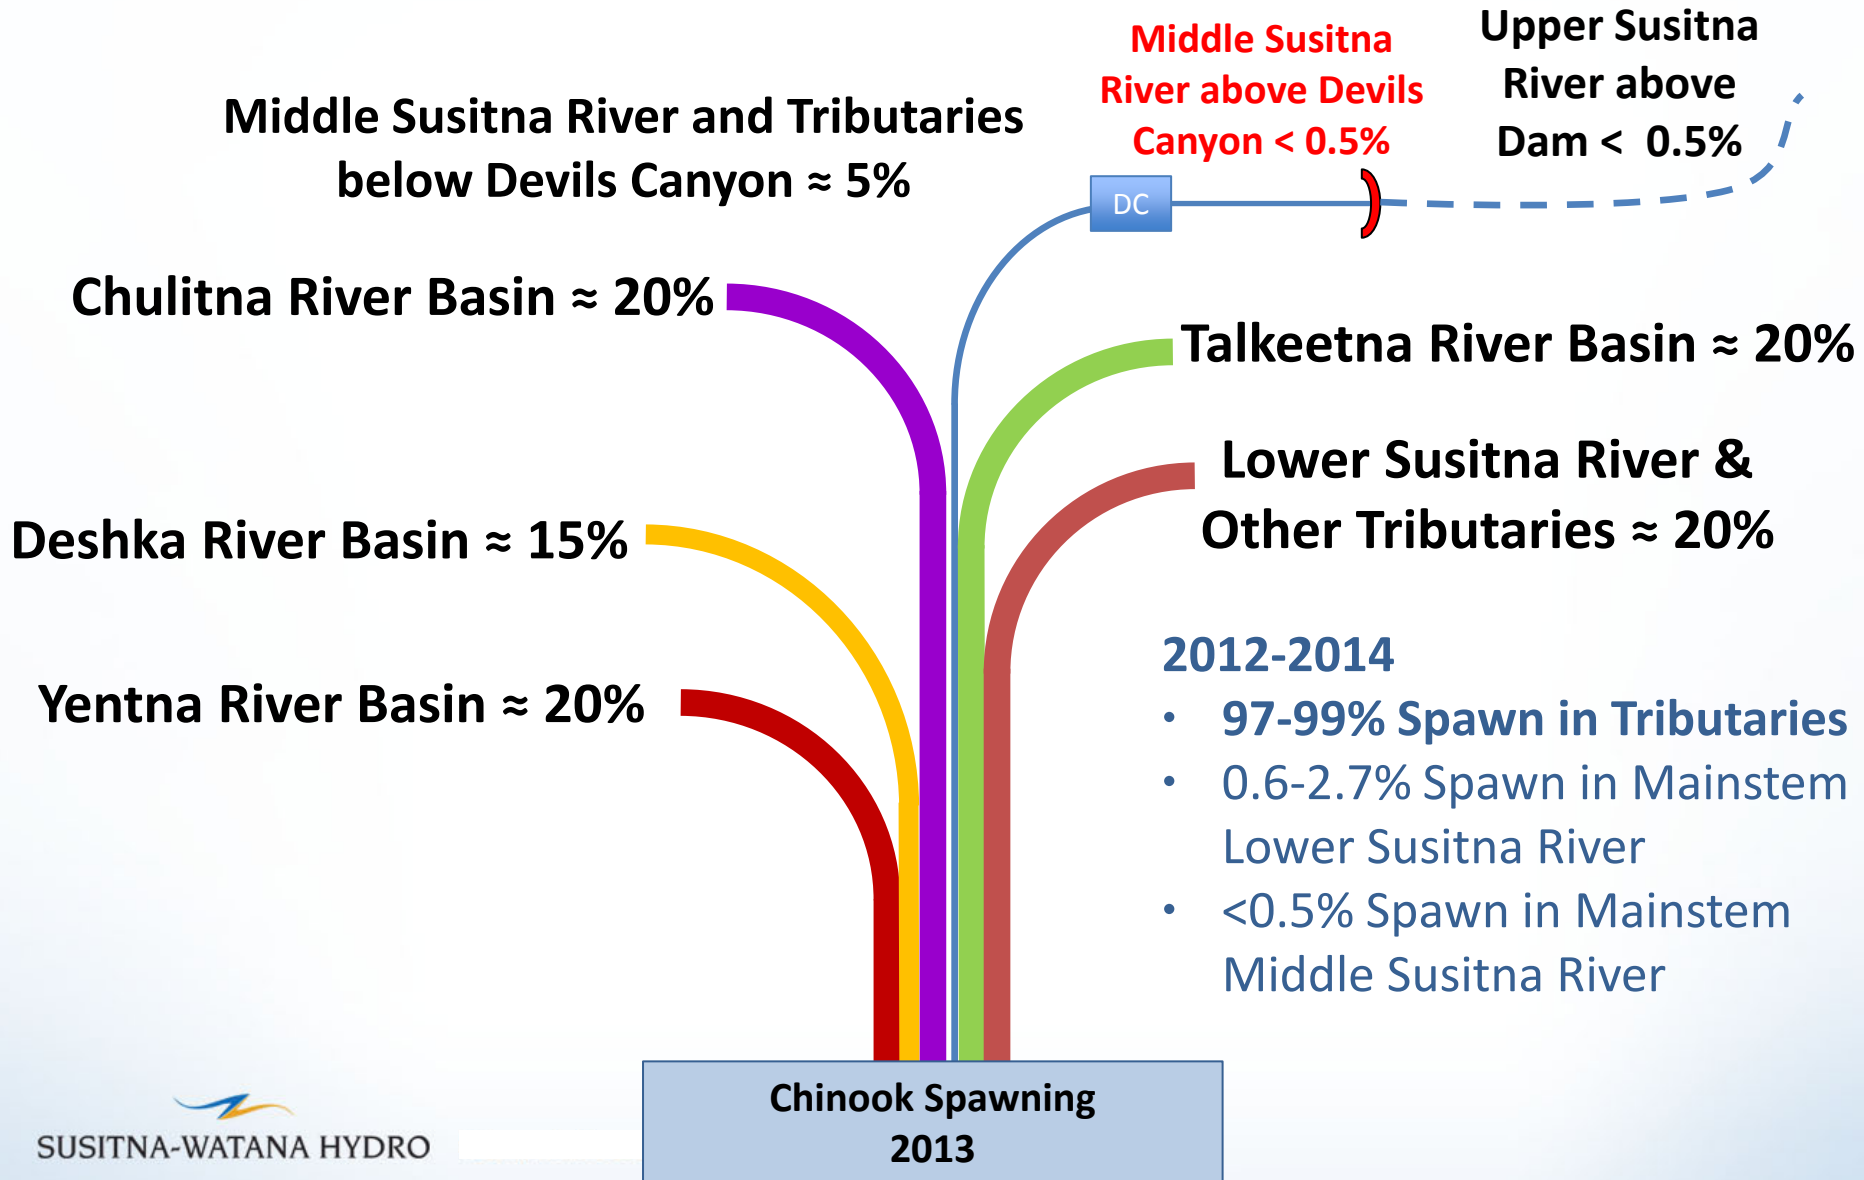 Middle Susitna
River above Devils
Canyon < 0.5%
Upper Susitna
River above
Dam < 0.5%
Middle Susitna River and Tributaries
below Devils Canyon ≈ 5%
DC
Chulitna River Basin ≈ 20%
Talkeetna River Basin ≈ 20%
Lower Susitna River &
Other Tributaries ≈ 20%
Deshka River Basin ≈ 15%
Yentna River Basin ≈ 20%
2012-2014
• 97-99% Spawn in Tributaries
• 0.6-2.7% Spawn in Mainstem
Lower Susitna River
• <0.5% Spawn in Mainstem
Middle Susitna River
Chinook Spawning
2013
SUSITNA-WATANA HYDRO